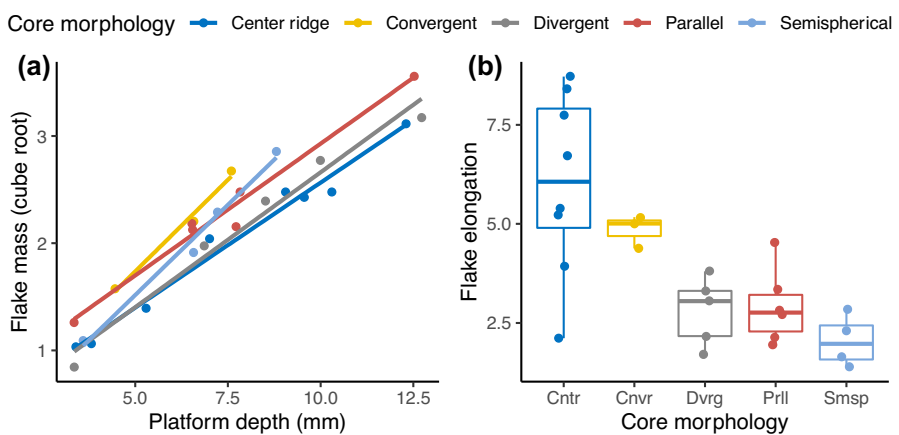 Core morphology Center ridge Convergent Divergent Parallel Semispherical
(a)
Flake mass (cube root)
3
2
1
5.0 7.5 10.0 12.5
Platform depth (mm)
(b)
Flake elongation
7.5
5.0
2.5
Cntr Cnvr Dvrg Prll Smsp
Core morphology